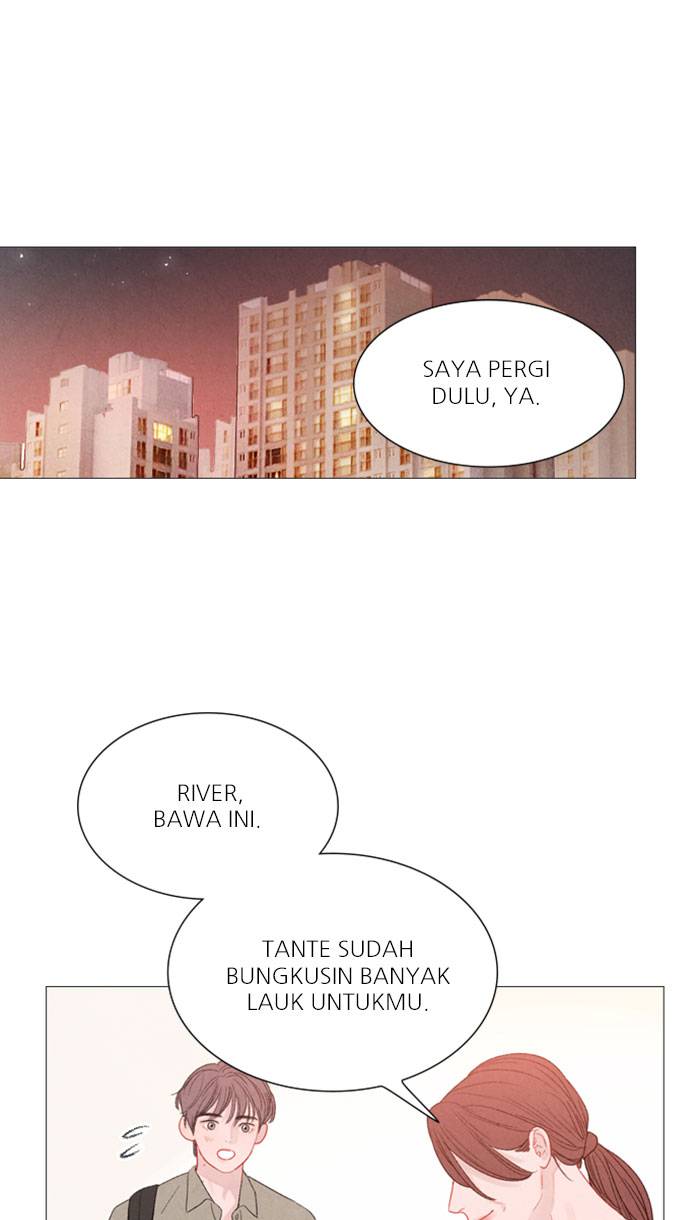 SAYA PERGI
DULU, YA.
RIVER,
BAWA INI.
TANTE SUDAH
BUNGKUSIN BANYAK
LAUK UNTUKMU.